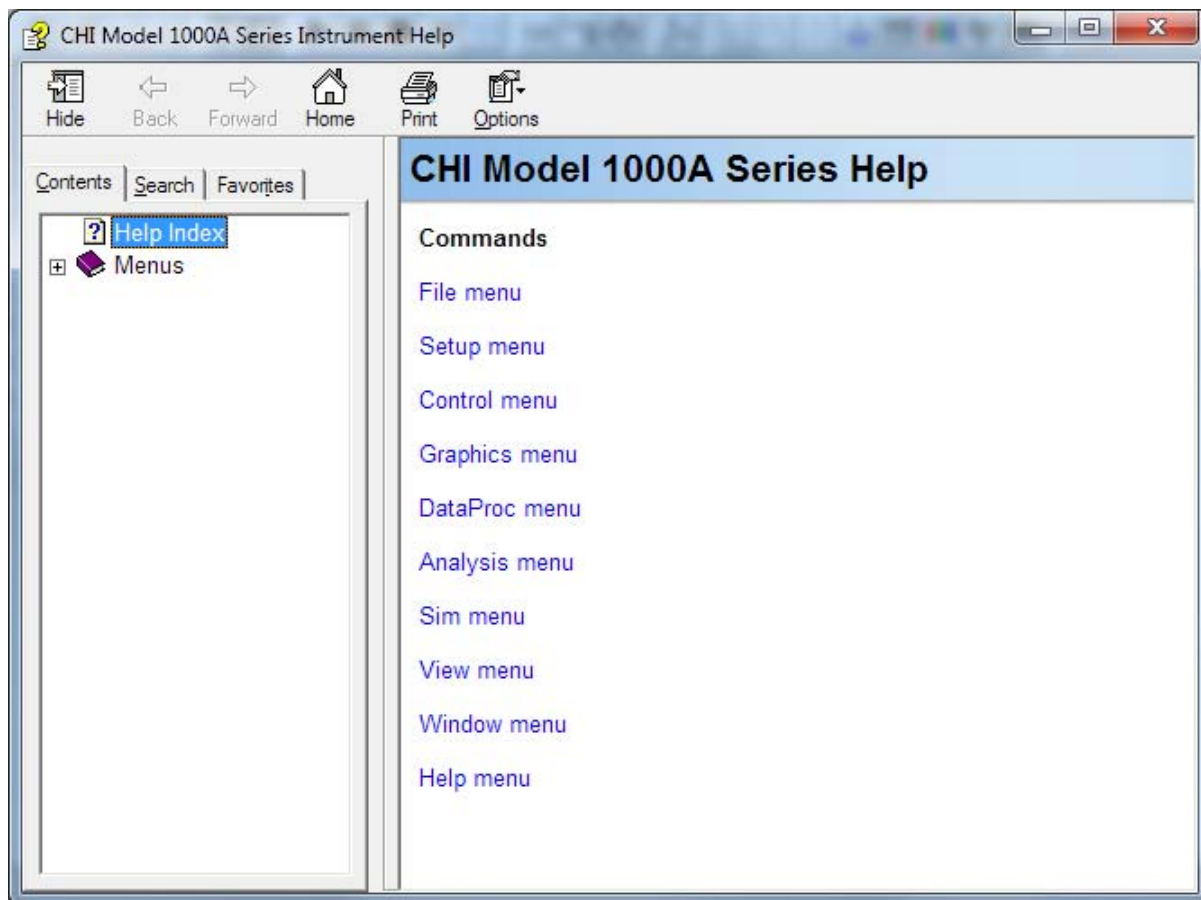 CHI Model 1000A Series Instrument Help
Hide Back Forward Home Print Options
Contents Search Favorites
Help Index
Menus
CHI Model 1000A Series Help
Commands
File menu
Setup menu
Control menu
Graphics menu
DataProc menu
Analysis menu
Sim menu
View menu
Window menu
Help menu